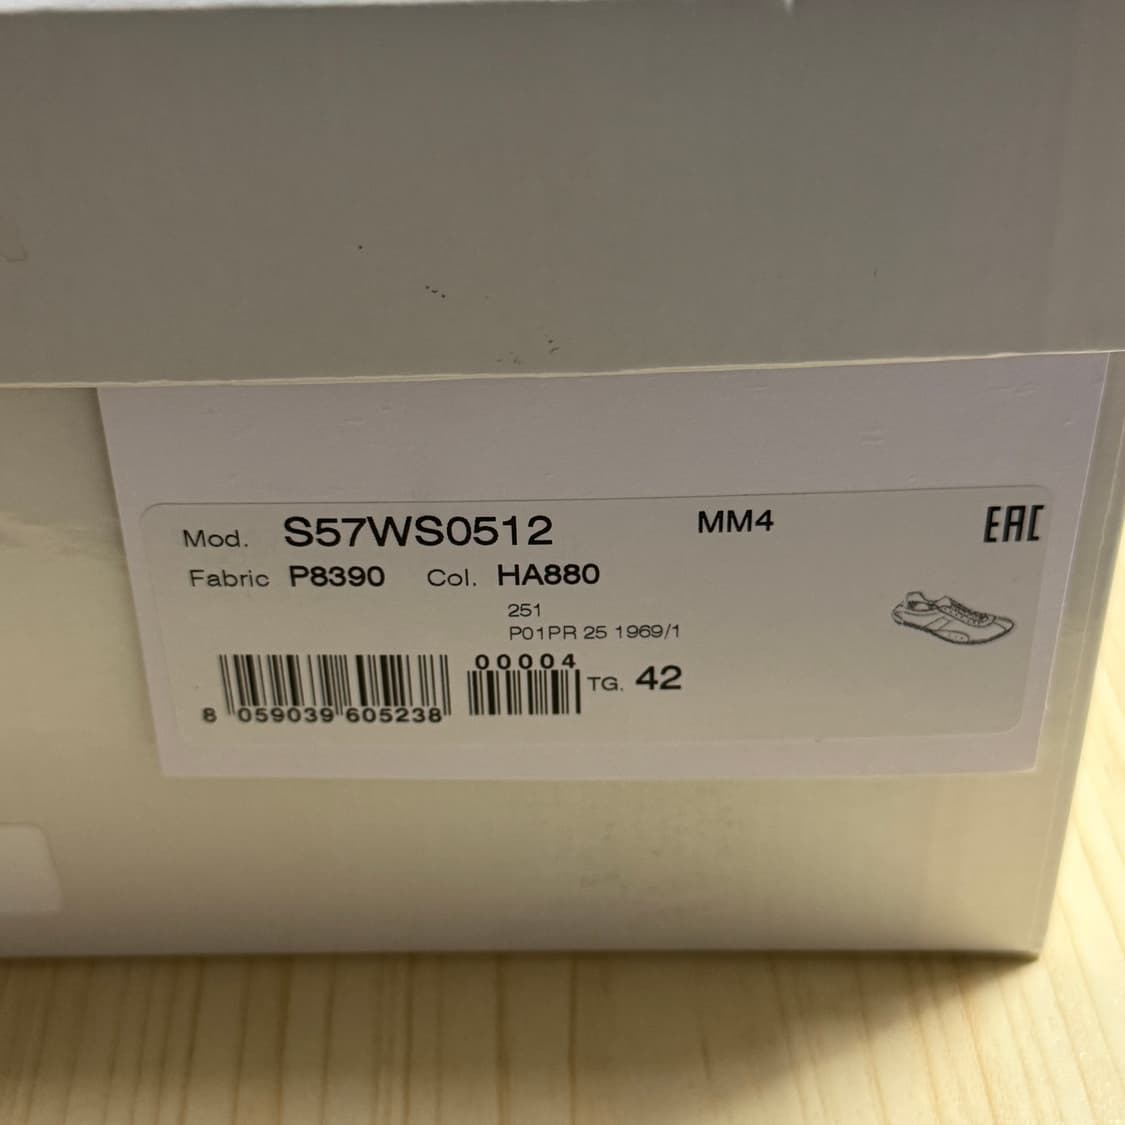 Mod. S57WS0512 MM4 EAC
Fabric P8390 Col. HA880
251
P01PR 25 1969/1
00004
TG. 42
8 059039 605238